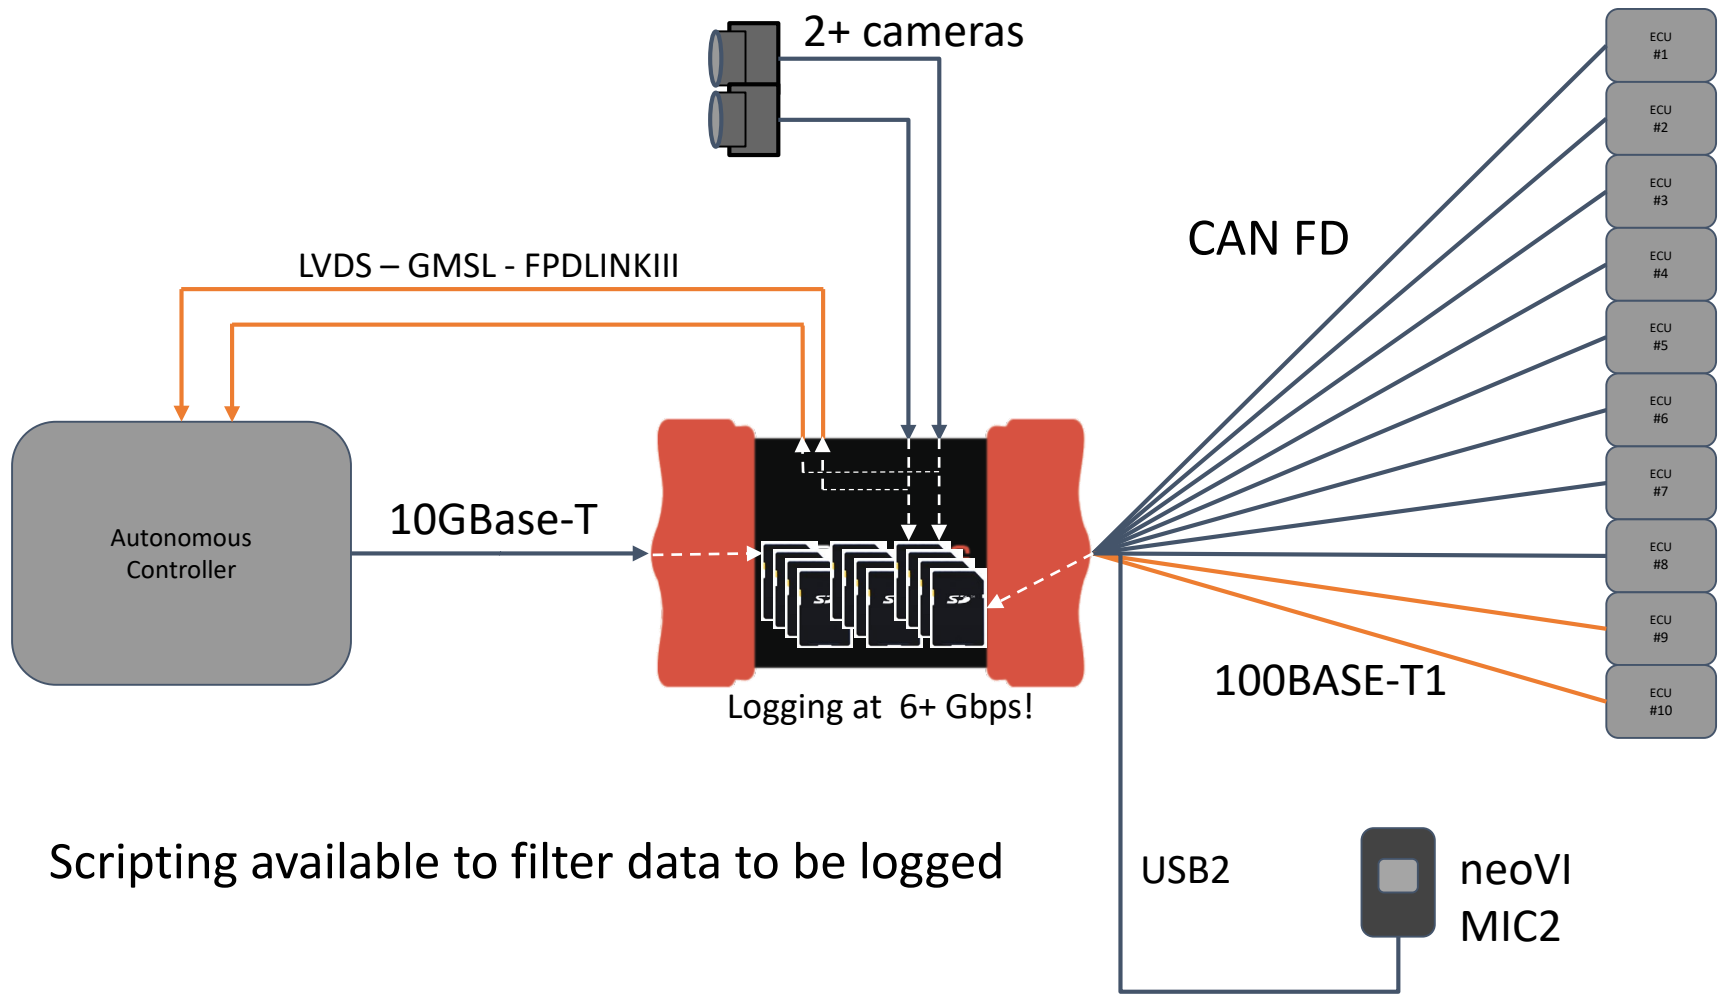 2+ cameras
ECU
#1
ECU
#2
ECU
#3
CAN FD
LVDS – GMSL - FPDLINKIII
ECU
#4
ECU
#5
ECU
#6
ECU
#7
10GBase-T
Autonomous
Controller
ECU
#8
ECU
#9
100BASE-T1
ECU
#10
Logging at 6+ Gbps!
Scripting available to filter data to be logged
USB2
neoVI
MIC2